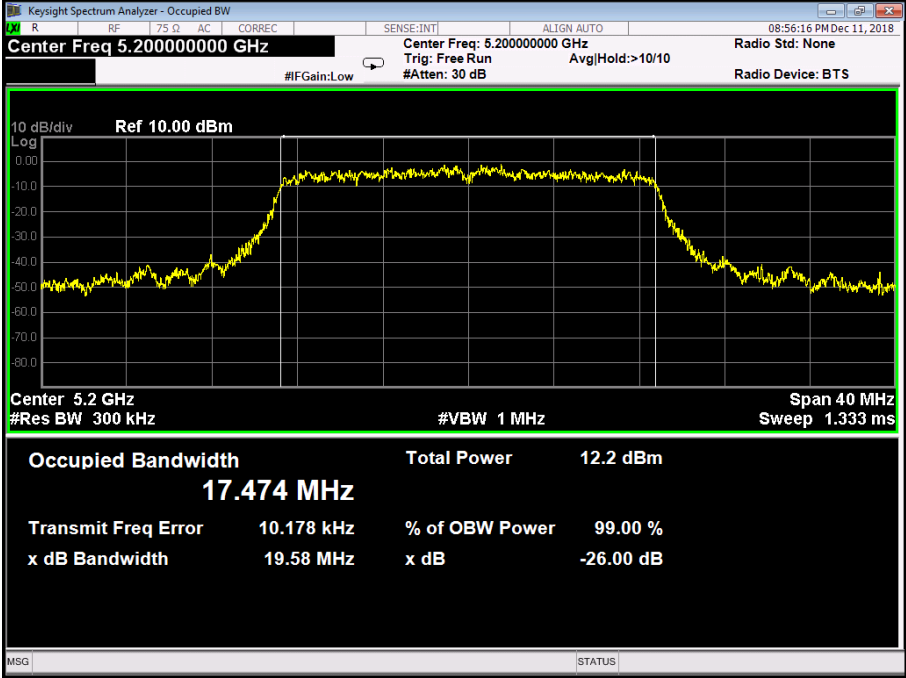 Keysight Spectrum Analyzer - Occupied BW
LXI R RF 75 Ω AC CORREC SENSE:INT ALIGN AUTO 08:56:16 PM Dec 11, 2018
Center Freq 5.200000000 GHz
Center Freq: 5.200000000 GHz
Radio Std: None
Trig: Free Run Avg|Hold:>10/10
#IFGain:Low #Atten: 30 dB Radio Device: BTS
10 dB/div Ref 10.00 dBm
Log
0.00
-10.0
-20.0
-30.0
-40.0
-50.0
-60.0
-70.0
-80.0
Center 5.2 GHz Span 40 MHz
#Res BW 300 kHz #VBW 1 MHz Sweep 1.333 ms
Occupied Bandwidth Total Power 12.2 dBm
17.474 MHz
Transmit Freq Error 10.178 kHz % of OBW Power 99.00 %
x dB Bandwidth 19.58 MHz x dB -26.00 dB
MSG STATUS